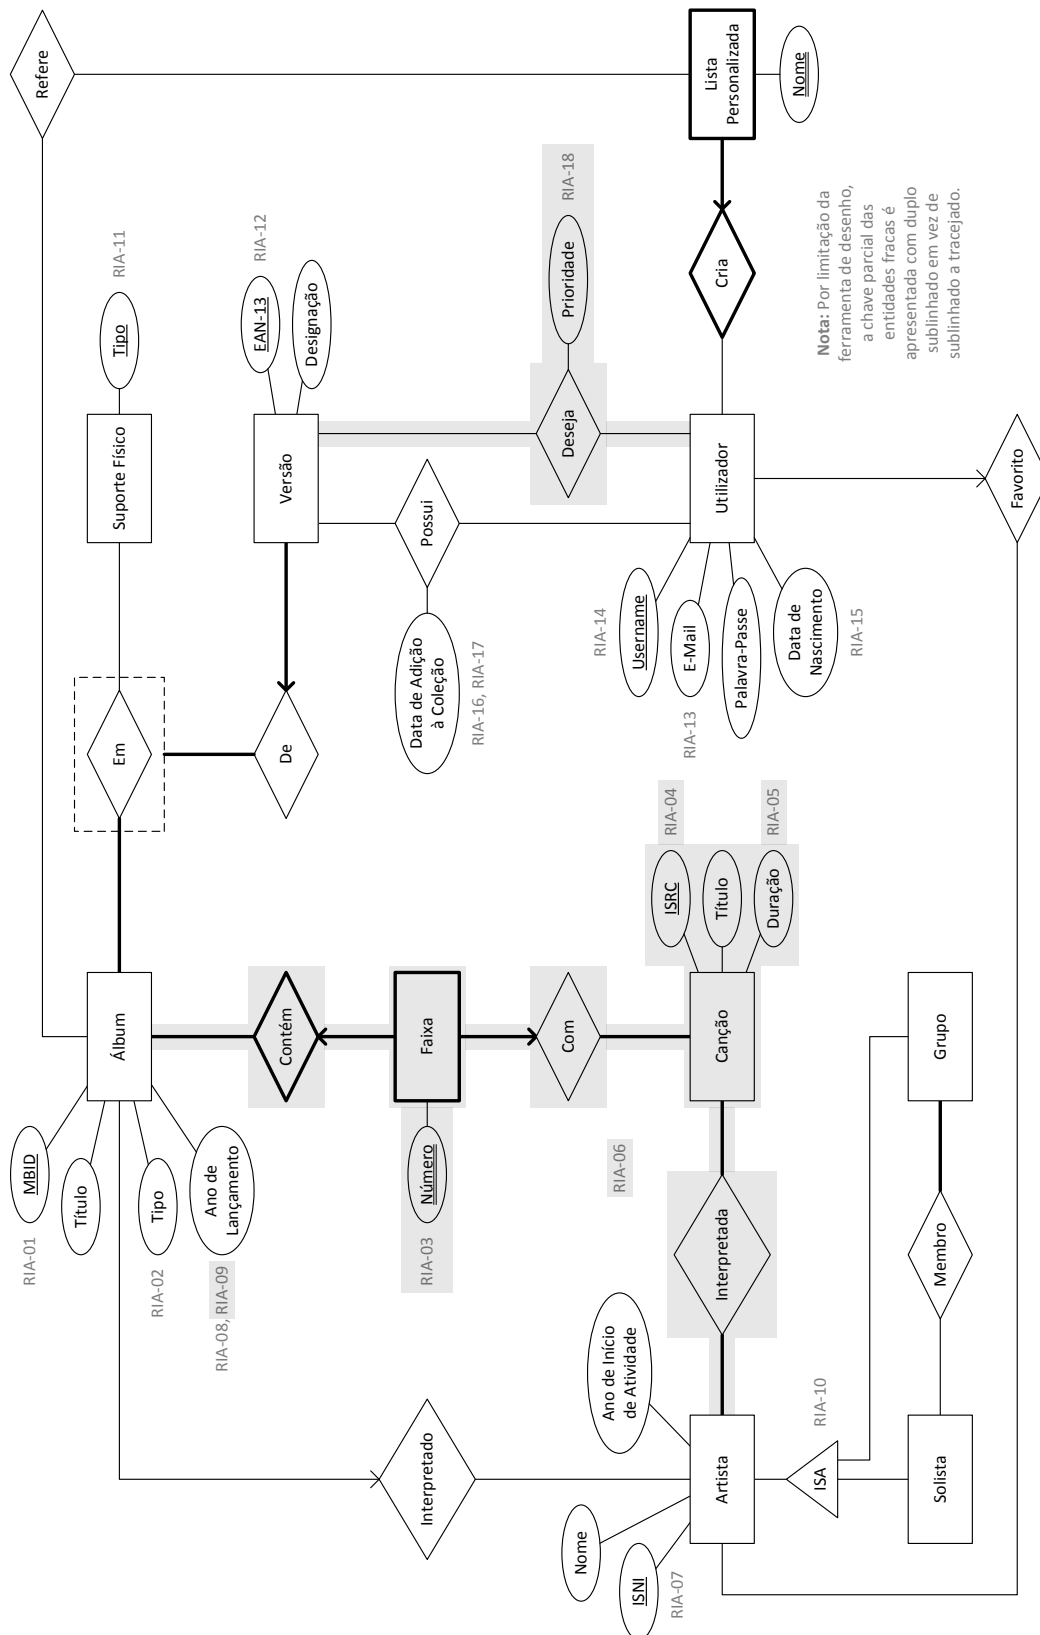 Refere
Lista
Personalizada
Nome
Cria
Nota: Por limitação da
ferramenta de desenho,
a chave parcial das
entidades fracas é
apresentada com duplo
sublinhado em vez de
sublinhado a tracejado.
RIA-11
Tipo
Suporte Físico
RIA-12
EAN-13
Designação
Versão
RIA-18
Prioridade
Deseja
Possui
Data de Adição
à Coleção
RIA-16, RIA-17
Utilizador
RIA-14
Username
E-Mail
RIA-13
Palavra-Passe
Data de
Nascimento
RIA-15
Favorito
Em
De
Álbum
RIA-01
MBID
Título
Tipo
RIA-02
Ano de
Lançamento
RIA-08, RIA-09
Contém
Faixa
Número
RIA-03
Com
RIA-06
Canção
ISRC
RIA-04
Título
Duração
RIA-05
Interpretada
Interpretado
Artista
Ano de Início
de Atividade
Nome
ISNI
RIA-07
ISA
RIA-10
Solista
Membro
Grupo